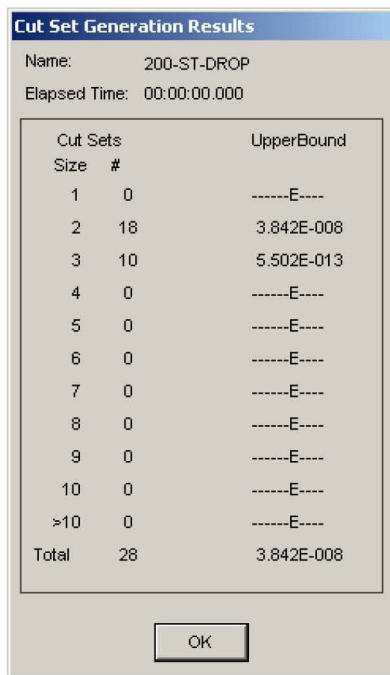 Cut Set Generation Results
Name: 200-ST-DROP
Elapsed Time: 00:00:00.000
Cut Sets UpperBound
Size #
1 0 ------E----
2 18 3.842E-008
3 10 5.502E-013
4 0 ------E----
5 0 ------E----
6 0 ------E----
7 0 ------E----
8 0 ------E----
9 0 ------E----
10 0 ------E----
>10 0 ------E----
Total 28 3.842E-008
OK